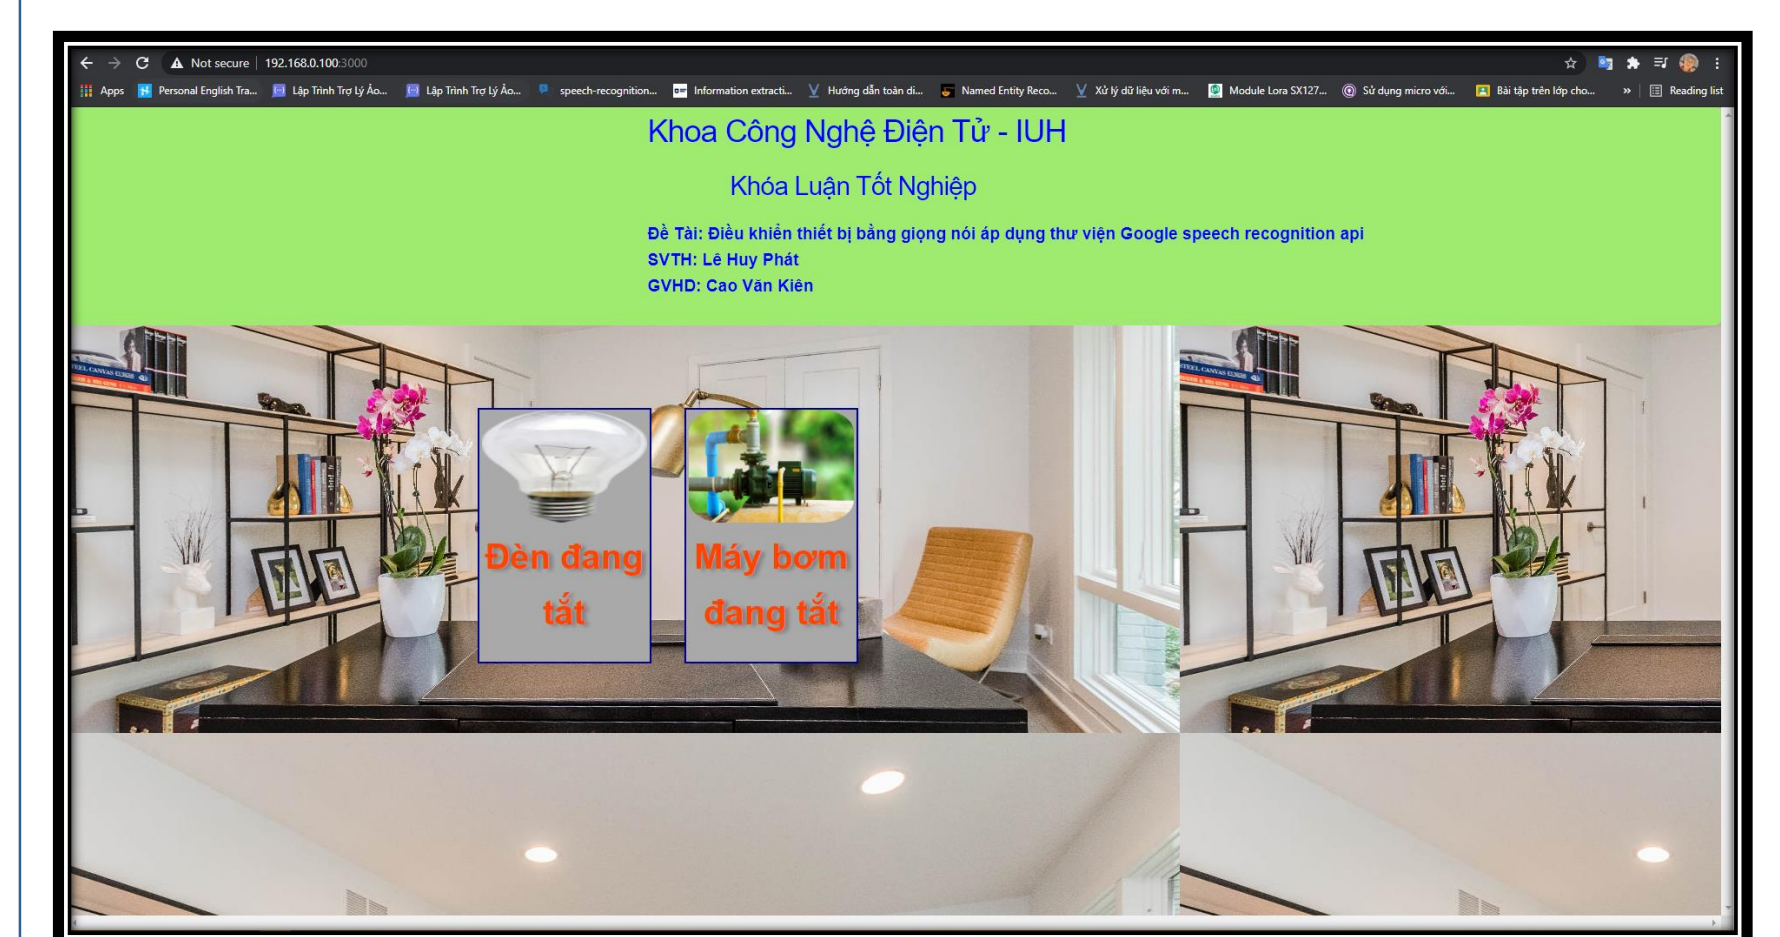 Not secure
192.168.0.100:3000
Apps
Personal English Tra...
Lập Trình Trợ Lý Ảo...
Lập Trình Trợ Lý Ảo...
speech-recognition...
Information extracti...
Hướng dẫn toàn di...
Named Entity Reco...
Xử lý dữ liệu với m...
Module Lora SX127...
Sử dụng micro với...
Bài tập trên lớp cho...
»
Reading list
Khoa Công Nghệ Điện Tử - IUH
Khóa Luận Tốt Nghiệp
Đề Tài: Điều khiển thiết bị bằng giọng nói áp dụng thư viện Google speech recognition api
SVTH: Lê Huy Phát
GVHD: Cao Văn Kiên
Đèn đang
tắt
Máy bơm
đang tắt